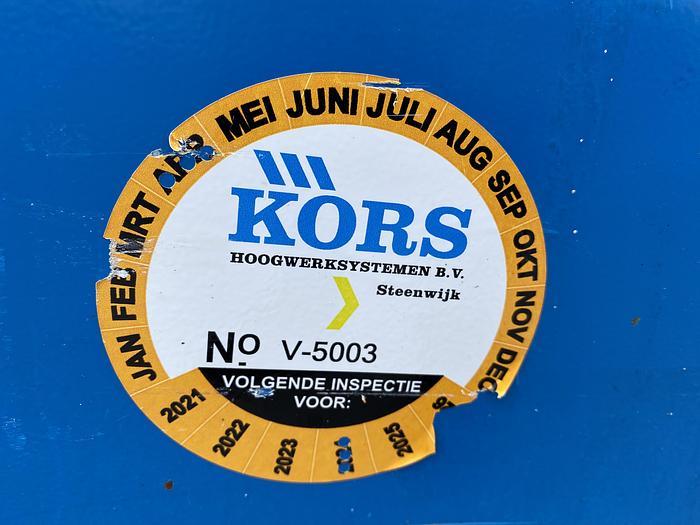 JAN FEB MRT APR MEI JUNI JULI AUG SEP OKT NOV DEC
KORS
HOOGWERKSYSTEMEN B.V.
Steenwijk
No V-5003
VOLGENDE INSPECTIE
VOOR:
2021 2022 2023 2025